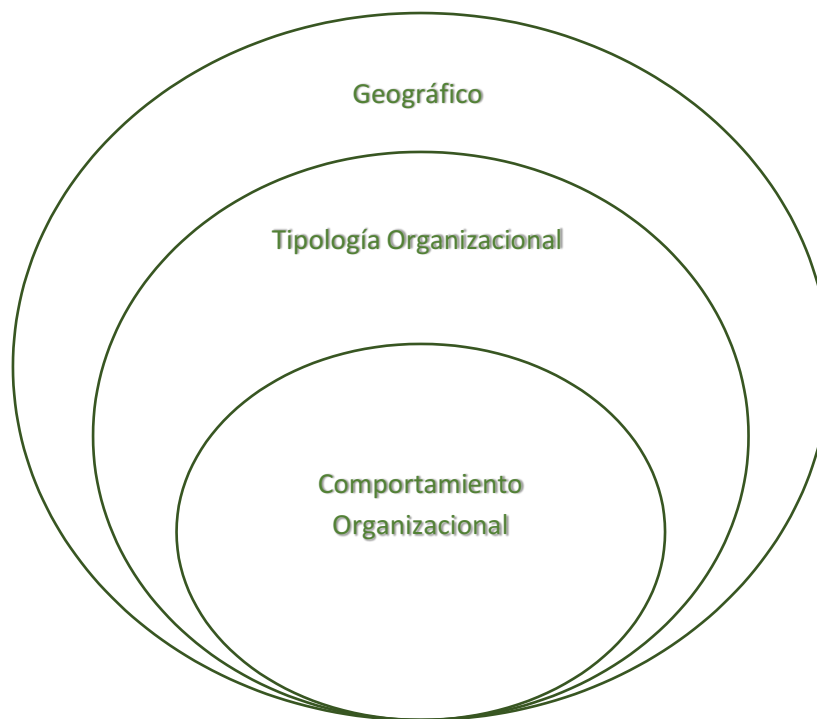 Geográfico
Tipología Organizacional
Comportamiento
Organizacional